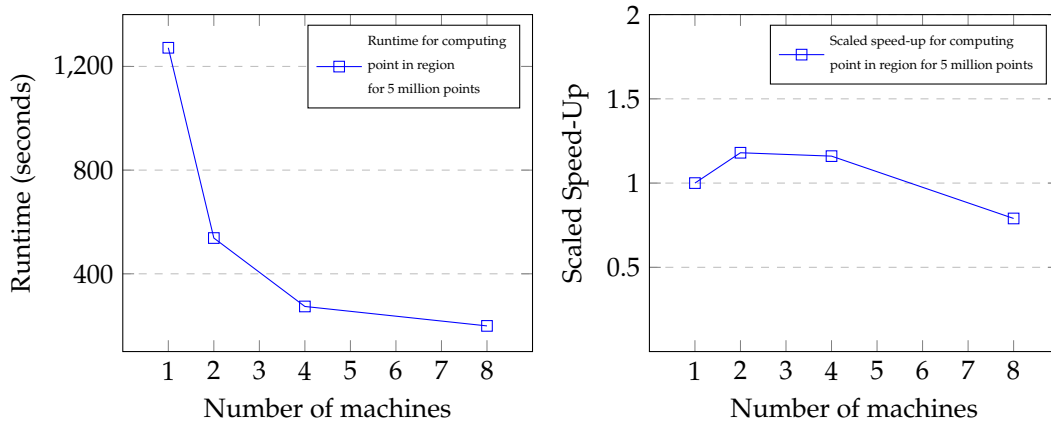 Runtime (seconds)
1,200
800
400
Runtime for computing
point in region
for 5 million points
1 2 3 4 5 6 7 8
Number of machines
Scaled Speed-Up
2
1.5
1
0.5
Scaled speed-up for computing
point in region for 5 million points
1 2 3 4 5 6 7 8
Number of machines